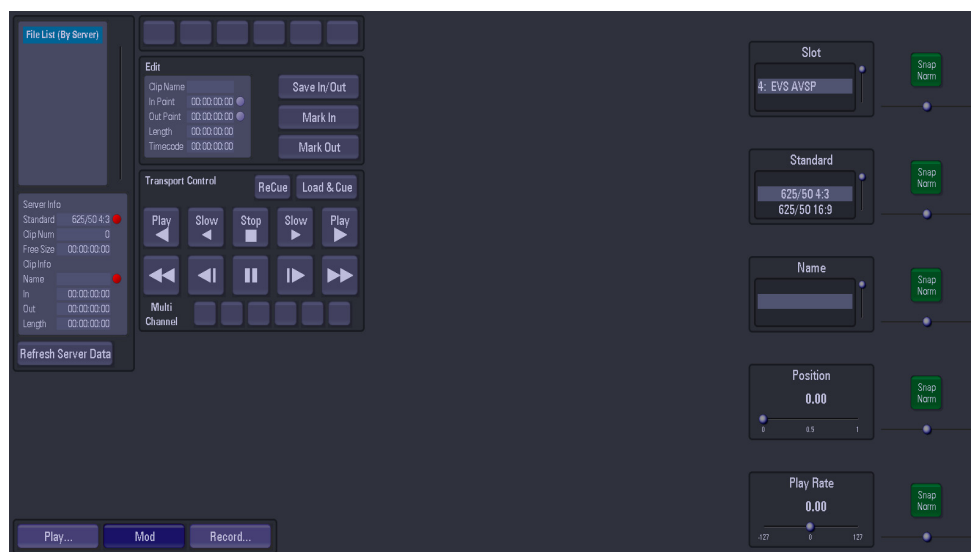 File List (By Server)
Server Info
Standard 625/50 4:3
Clip Num 0
Free Size 00:00:00:00
Clip Info
Name
In 00:00:00:00
Out 00:00:00:00
Length 00:00:00:00
Refresh Server Data
Edit
Clip Name
In Point 00:00:00:00
Out Point 00:00:00:00
Length 00:00:00:00
Timecode 00:00:00:00
Save In/Out
Mark In
Mark Out
Transport Control
ReCue Load & Cue
Play Slow Stop Slow Play
Multi
Channel
Slot
4: EVS AVSP
Snap
Norm
Standard
625/50 4:3
625/50 16:9
Snap
Norm
Name
Snap
Norm
Position
0.00
0 0.5 1
Snap
Norm
Play Rate
0.00
-127 0 127
Snap
Norm
Play... Mod Record...